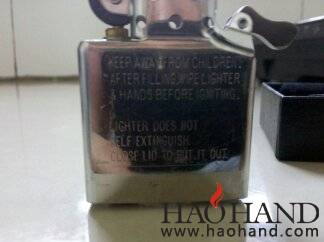 KEEP AWAY FROM CHILDREN.
AFTER FILLING, WIPE LIGHTER
& HANDS BEFORE IGNITING.
LIGHTER DOES NOT
SELF EXTINGUISH.
CLOSE LID TO PUT IT OUT.
HAOHAND
www.haohand.com